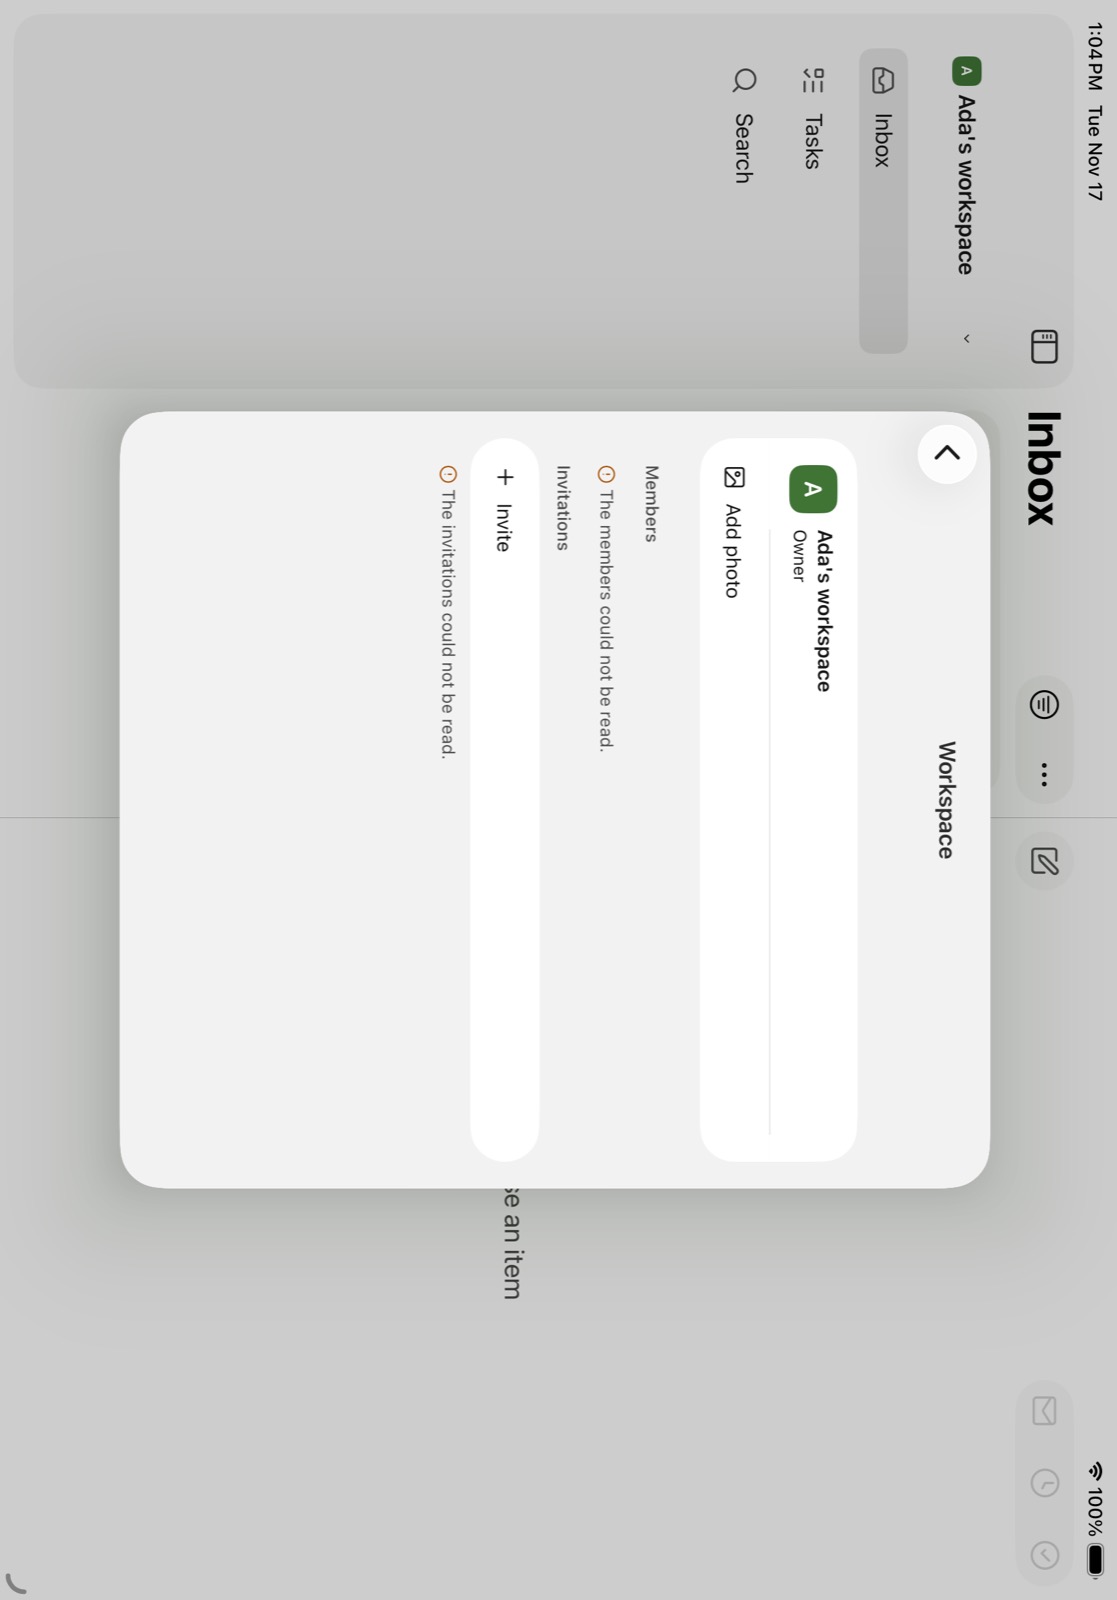 1:04 PM Tue Nov 17
100%
A Ada's workspace
Inbox
Tasks
Search
Inbox
Workspace
A
Ada's workspace
Owner
Add photo
Members
The members could not be read.
Invitations
Invite
The invitations could not be read.
an item